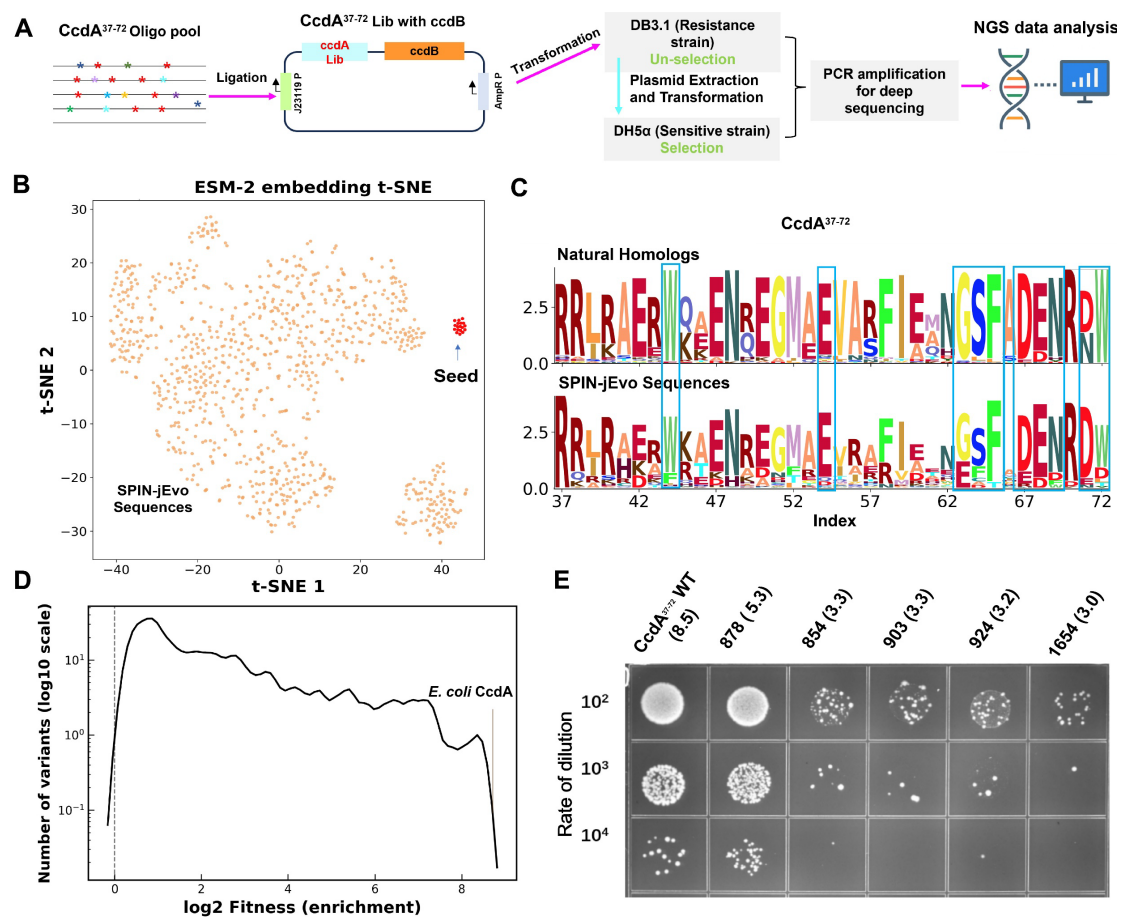 A
CcdA37-72 Oligo pool
Ligation
CcdA37-72 Lib with ccdB
ccdA
Lib
ccdB
J23119 P
AmpR P
Transformation
DB3.1 (Resistance
strain)
Un-selection
Plasmid Extraction
and Transformation
DH5α (Sensitive strain)
Selection
PCR amplification
for deep
sequencing
NGS data analysis
B
ESM-2 embedding t-SNE
t-SNE 2
30
20
10
0
−10
−20
−30
Seed
SPIN-jEvo
Sequences
−40
−20
0
20
40
t-SNE 1
C
CcdA37-72
Natural Homologs
2.5
0.0
SPIN-jEvo Sequences
2.5
0.0
37
42
47
52
57
62
67
72
Index
D
Number of variants (log10 scale)
10¹
10⁰
10⁻¹
E. coli CcdA
0
2
4
6
8
log2 Fitness (enrichment)
E
CcdA37-72 WT
(8.5)
878 (5.3)
854 (3.3)
903 (3.3)
924 (3.2)
1654 (3.0)
Rate of dilution
10²
10³
10⁴